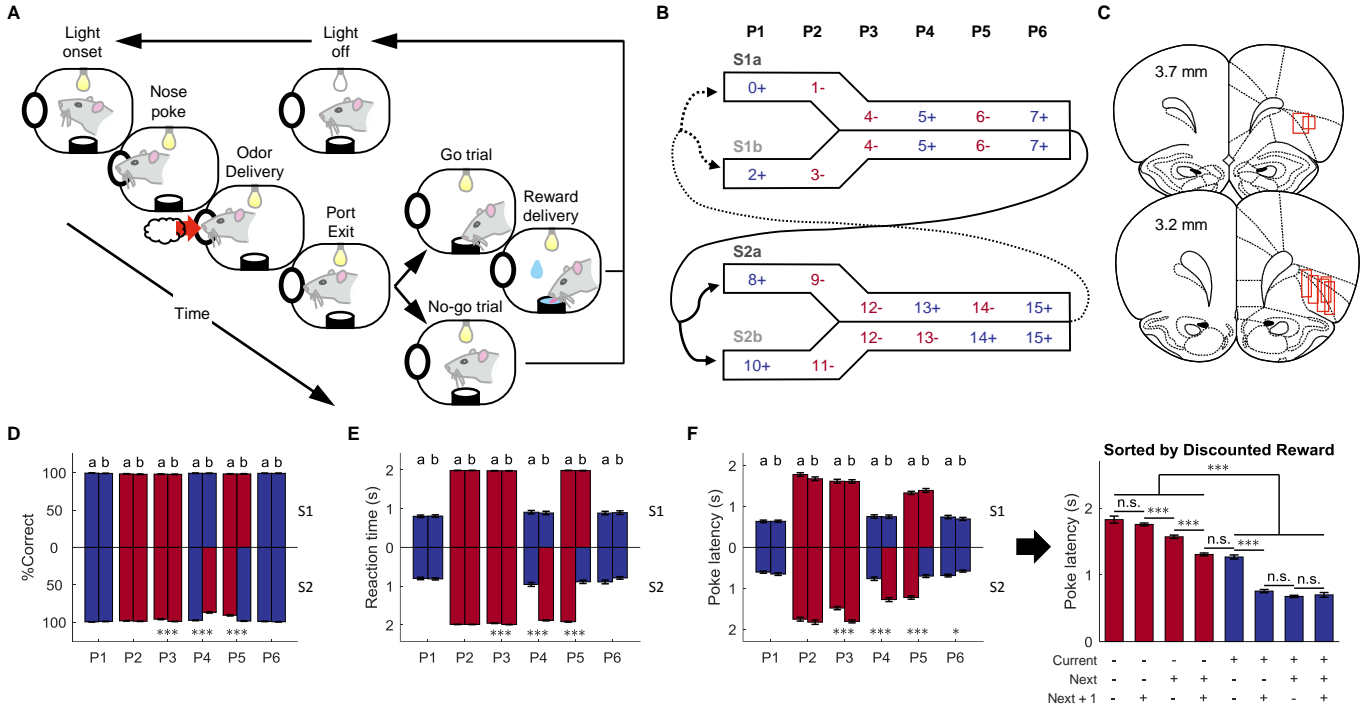 A
Light onset
Light off
Nose poke
Odor Delivery
Port Exit
Go trial
Reward delivery
No-go trial
Time
B
P1 P2 P3 P4 P5 P6
S1a
0+ 1-
4- 5+ 6- 7+
S1b
4- 5+ 6- 7+
2+ 3-
S2a
8+ 9-
12- 13+ 14- 15+
S2b
12- 13- 14+ 15+
10+ 11-
C
3.7 mm
3.2 mm
D
a b a b a b a b a b a b
%Correct
100
50
0
50
100
S1
S2
*** *** ***
P1 P2 P3 P4 P5 P6
E
a b a b a b a b a b a b
Reaction time (s)
2
1
0
1
2
S1
S2
*** *** ***
P1 P2 P3 P4 P5 P6
F
a b a b a b a b a b a b
Poke latency (s)
2
1
0
1
2
S1
S2
*** *** *** *
P1 P2 P3 P4 P5 P6
Sorted by Discounted Reward
***
n.s. *** *** n.s. *** n.s. n.s.
Poke latency (s)
2
1
0
Current - - - - + + + +
Next - - + + - - + +
Next + 1 - + - + - + - +